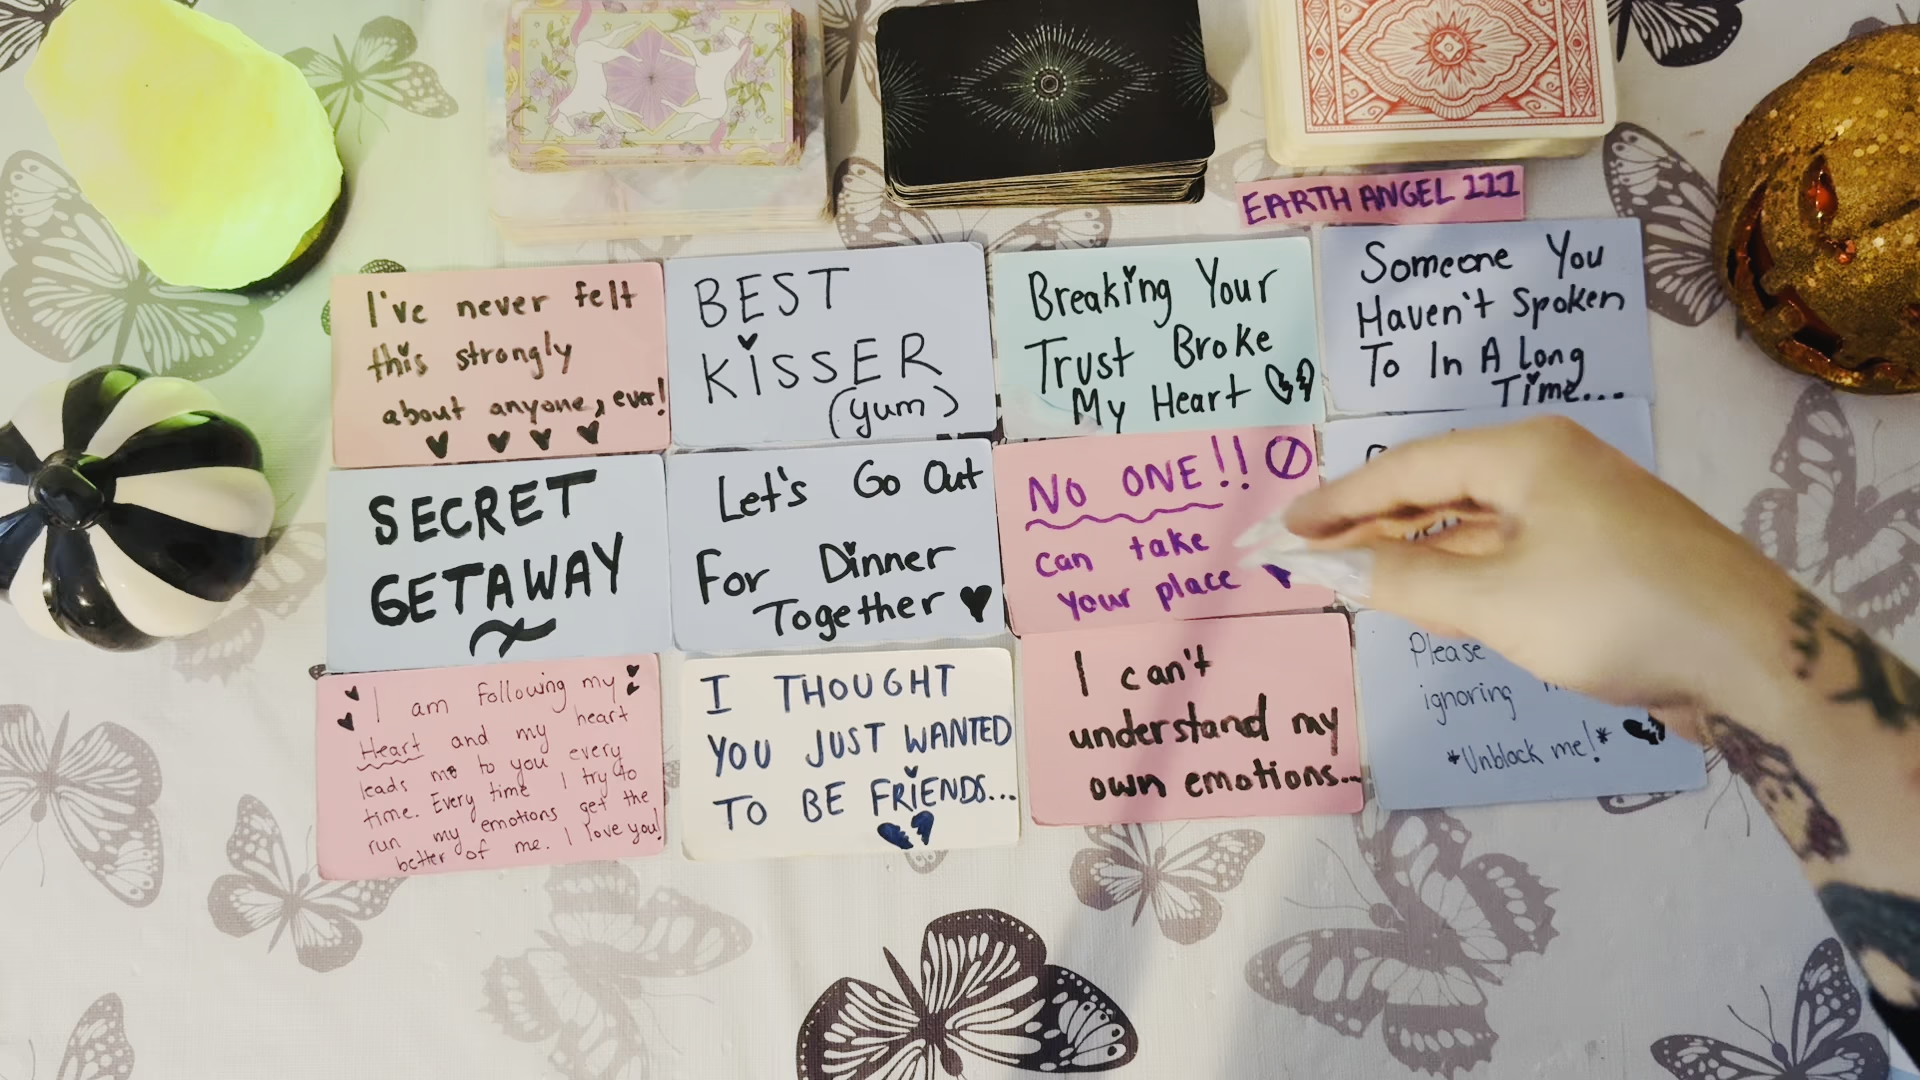 EARTH ANGEL 111
I've never felt
this strongly
about anyone, ever!
BEST
KISSER
(yum)
Breaking Your
Trust Broke
My Heart
Someone You
Haven't Spoken
To In A Long
Time...
SECRET
GETAWAY
Let's Go Out
For Dinner
Together
NO ONE!!
can take
your place
I am following my
Heart and my heart
leads me to you every
time. Every time I try to
run my emotions get the
better of me. I love you!
I THOUGHT
YOU JUST WANTED
TO BE FRIENDS...
I can't
understand my
own emotions...
Please
ignoring
*Unblock me!*